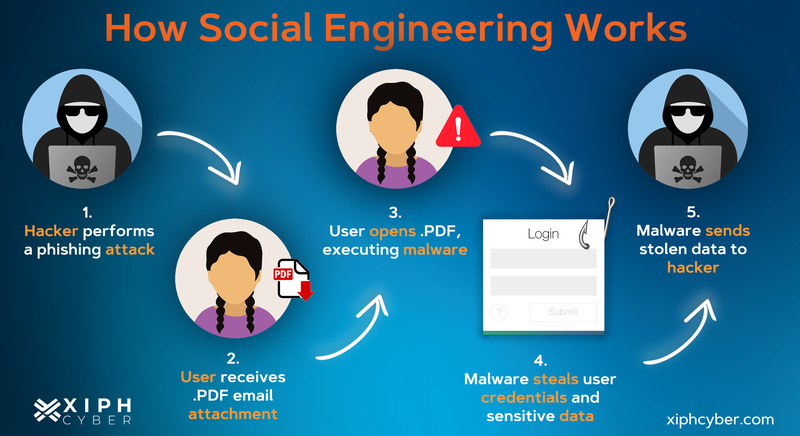 How Social Engineering Works
1.
Hacker performs
a phishing attack
PDF
2.
User receives
.PDF email
attachment
3.
User opens .PDF,
executing malware
Login
?
Submit
4.
Malware steals user
credentials and
sensitive data
5.
Malware sends
stolen data to
hacker
XIPH
CYBER
xiphcyber.com